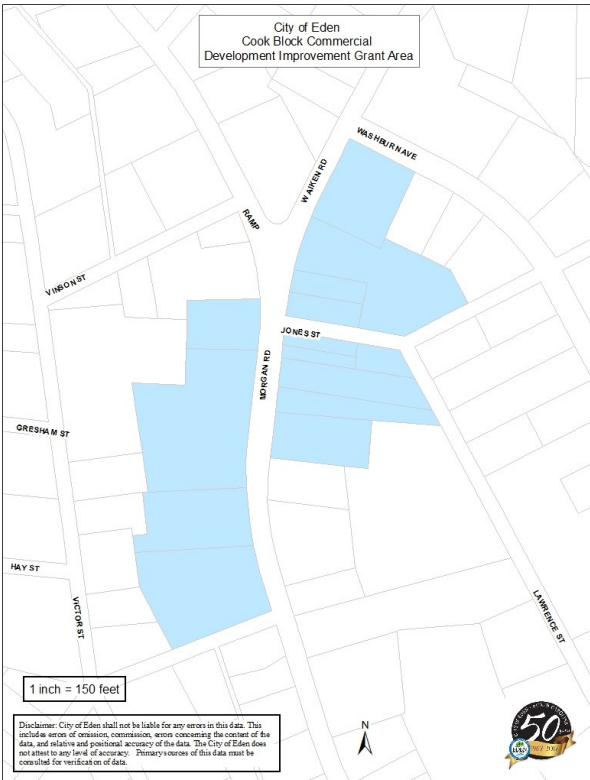 City of Eden
Cook Block Commercial
Development Improvement Grant Area
WASHBURN AVE
W AIKEN RD
RAMP
VINSON ST
JONES ST
MORGAN RD
GRESHAM ST
HAY ST
VICTOR ST
LAWRENCE ST
1 inch = 150 feet
Disclaimer: City of Eden shall not be liable for any errors in this data. This
includes errors of omission, commission, errors concerning the content of the
data, and relative and positional accuracy of the data. The City of Eden does
not attest to any level of accuracy. Primary sources of this data must be
consulted for verification of data.
N
50
EDEN